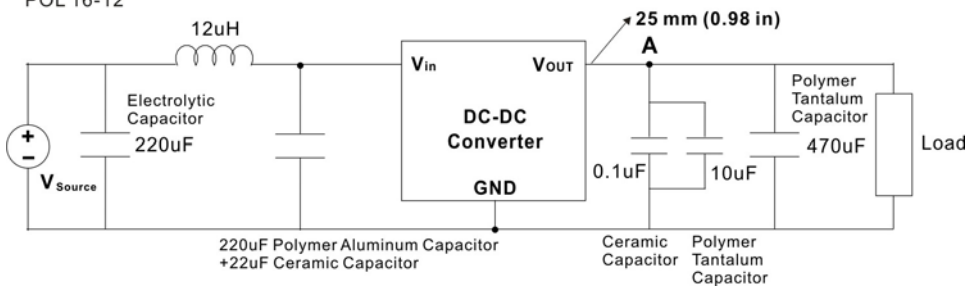 POL 16-12
12uH
25 mm (0.98 in)
A
Vin
VOUT
Electrolytic
Capacitor
220uF
DC-DC
Converter
Polymer
Tantalum
Capacitor
470uF
Load
+
−
VSource
0.1uF
10uF
GND
220uF Polymer Aluminum Capacitor
+22uF Ceramic Capacitor
Ceramic
Capacitor
Polymer
Tantalum
Capacitor